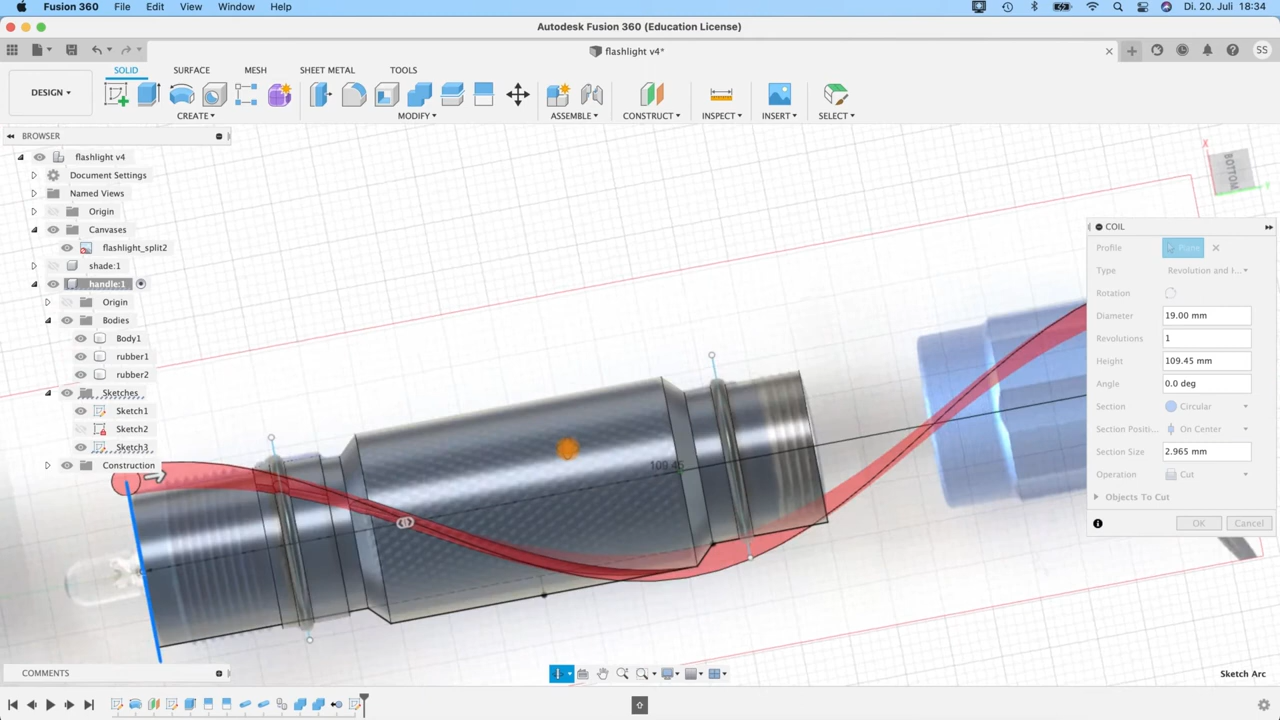 Fusion 360 File Edit View Window Help Di. 20. Juli 18:34
Autodesk Fusion 360 (Education License)
flashlight v4* SS
SOLID SURFACE MESH SHEET METAL TOOLS
DESIGN
CREATE MODIFY ASSEMBLE CONSTRUCT INSPECT INSERT SELECT
BROWSER
flashlight v4
Document Settings
Named Views
Origin
Canvases
flashlight_split2
shade:1
handle:1
Origin
Bodies
Body1
rubber1
rubber2
Sketches
Sketch1
Sketch2
Sketch3
Construction
X
BOTTOM
Y
109.45
COIL
Profile Plane
Type Revolution and H...
Rotation
Diameter 19.00 mm
Revolutions 1
Height 109.45 mm
Angle 0.0 deg
Section Circular
Section Positi... On Center
Section Size 2.965 mm
Operation Cut
Objects To Cut
OK Cancel
COMMENTS
Sketch Arc